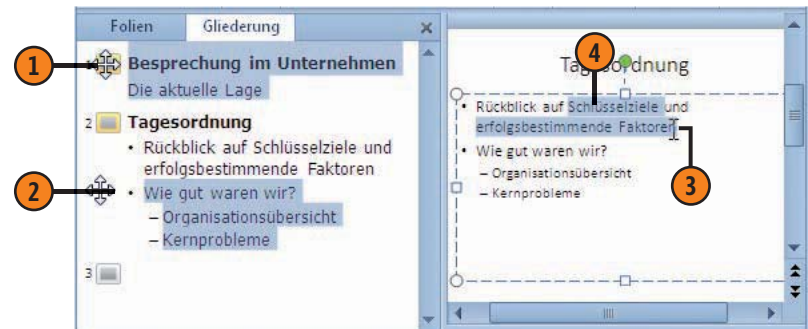 Folien Gliederung
1 Besprechung im Unternehmen
Die aktuelle Lage
2 Tagesordnung
• Rückblick auf Schlüsselziele und
erfolgsbestimmende Faktoren
• Wie gut waren wir?
– Organisationsübersicht
– Kernprobleme
3
1
2
Tagesordnung
• Rückblick auf Schlüsselziele und
erfolgsbestimmende Faktoren
• Wie gut waren wir?
– Organisationsübersicht
– Kernprobleme
4
3